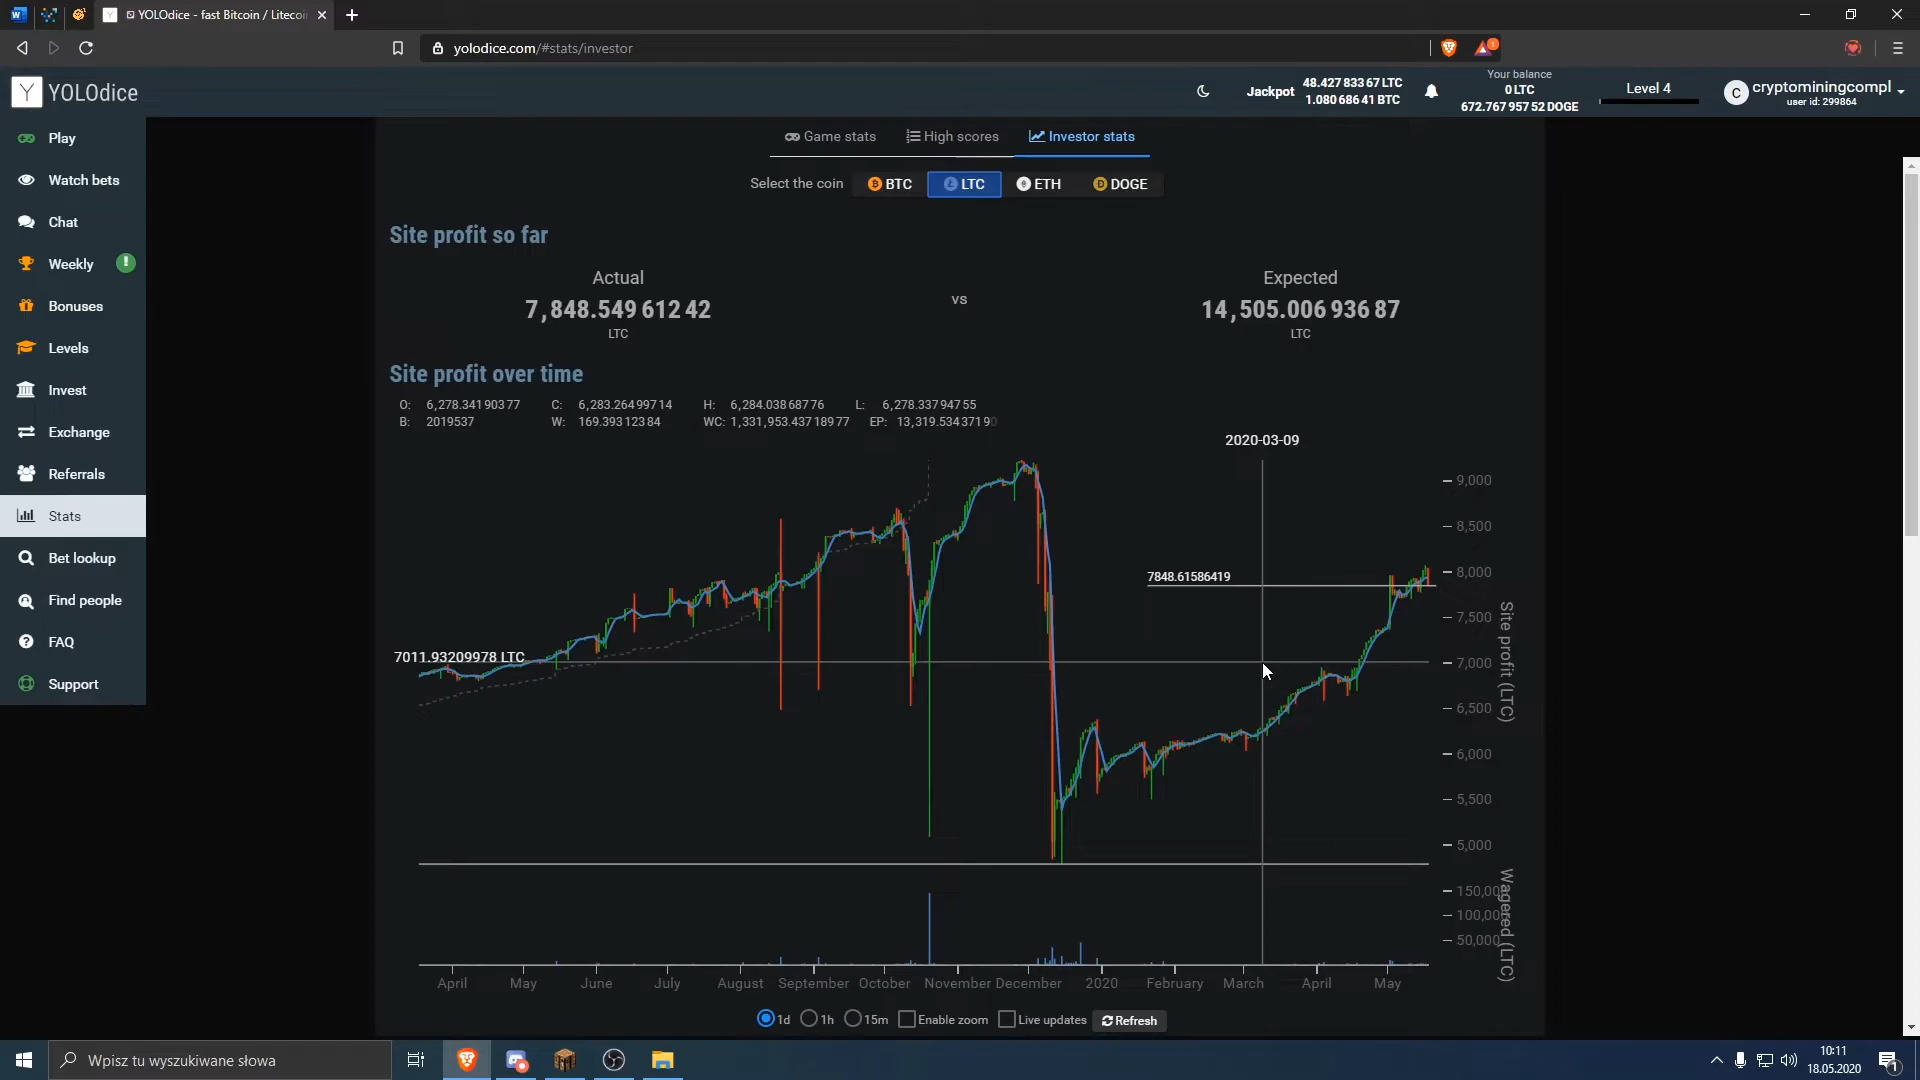 YOLOdice - fast Bitcoin / Litecoi
yolodice.com/#stats/investor
1
Y YOLOdice
Jackpot
48.427 833 67 LTC
1.080 686 41 BTC
Your balance
0 LTC
672.767 957 52 DOGE
Level 4
C cryptominingcompl
user id: 299864
Play
Watch bets
Chat
Weekly !
Bonuses
Levels
Invest
Exchange
Referrals
Stats
Bet lookup
Find people
FAQ
Support
Game stats High scores Investor stats
Select the coin BTC LTC ETH DOGE
Site profit so far
Actual
7,848.549 612 42
LTC
vs
Expected
14,505.006 936 87
LTC
Site profit over time
O: 6,278.341 903 77 C: 6,283.264 997 14 H: 6,284.038 687 76 L: 6,278.337 947 55
B: 2019537 W: 169.393 123 84 WC: 1,331,953.437 189 77 EP: 13,319.534 371 90
2020-03-09
7848.61586419
7011.93209978 LTC
9,000
8,500
8,000
7,500
7,000
6,500
6,000
5,500
5,000
Site profit (LTC)
150,000
100,000
50,000
Wagered (LTC)
April May June July August September October November December 2020 February March April May
1d 1h 15m Enable zoom Live updates Refresh
Wpisz tu wyszukiwane słowa
10:11
18.05.2020
1